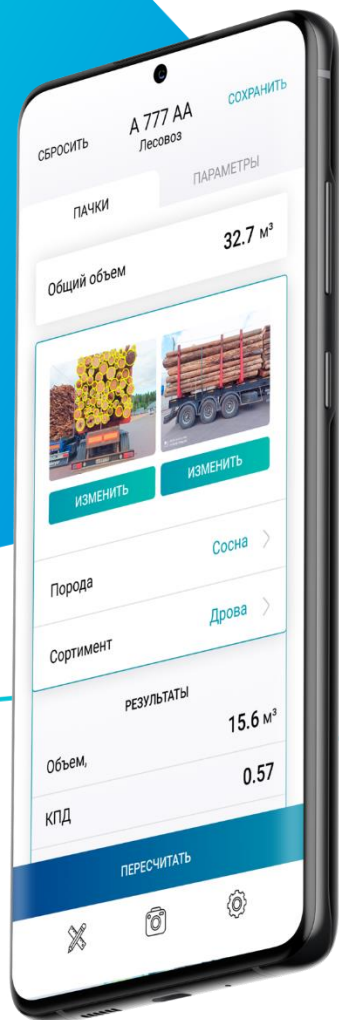 СБРОСИТЬ
А 777 АА
СОХРАНИТЬ
Лесовоз
ПАЧКИ
ПАРАМЕТРЫ
Общий объем
32.7 м³
ИЗМЕНИТЬ
ИЗМЕНИТЬ
Порода
Сосна
Сортимент
Дрова
РЕЗУЛЬТАТЫ
Объем,
15.6 м³
КПД
0.57
ПЕРЕСЧИТАТЬ